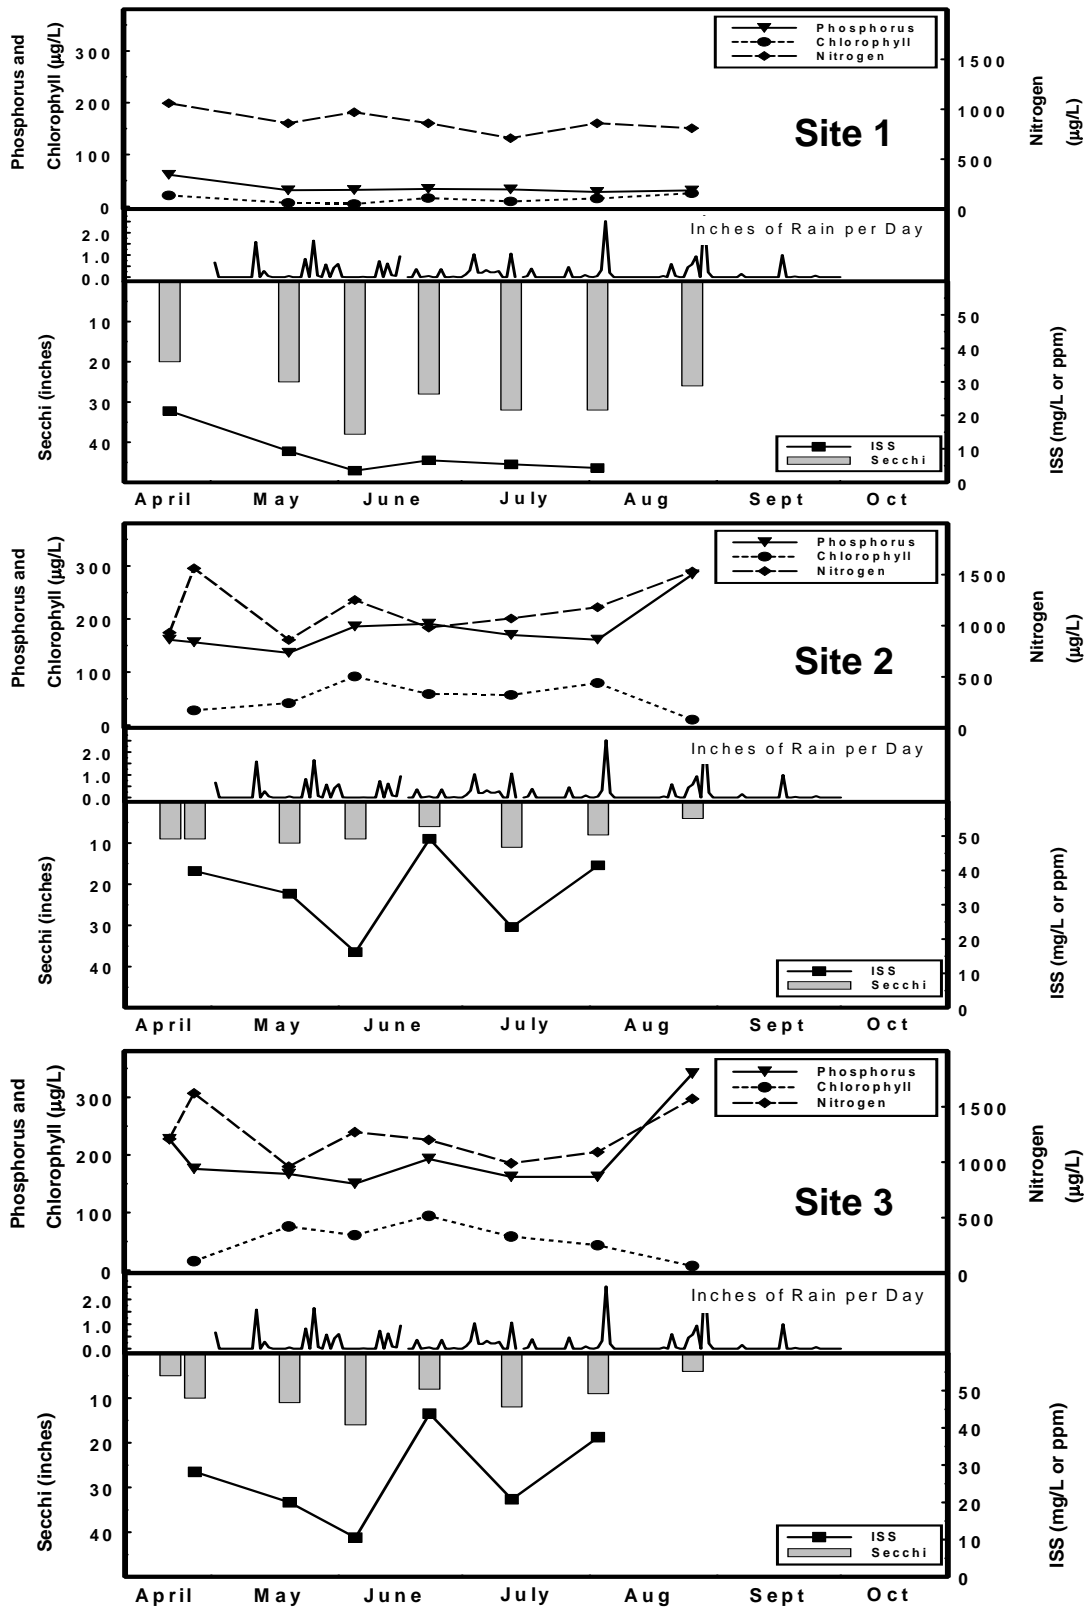 Phosphorus and
Chlorophyll (µg/L)
300
200
100
0
Phosphorus
Chlorophyll
Nitrogen
Site 1
1500
1000
500
0
Nitrogen
(µg/L)
2.0
1.0
0.0
Inches of Rain per Day
Secchi (inches)
10
20
30
40
ISS
Secchi
50
40
30
20
10
0
ISS (mg/L or ppm)
April May June July Aug Sept Oct
Phosphorus and
Chlorophyll (µg/L)
300
200
100
0
Phosphorus
Chlorophyll
Nitrogen
Site 2
1500
1000
500
0
Nitrogen
(µg/L)
2.0
1.0
0.0
Inches of Rain per Day
Secchi (inches)
10
20
30
40
ISS
Secchi
50
40
30
20
10
0
ISS (mg/L or ppm)
April May June July Aug Sept Oct
Phosphorus and
Chlorophyll (µg/L)
300
200
100
0
Phosphorus
Chlorophyll
Nitrogen
Site 3
1500
1000
500
0
Nitrogen
(µg/L)
2.0
1.0
0.0
Inches of Rain per Day
Secchi (inches)
10
20
30
40
ISS
Secchi
50
40
30
20
10
0
ISS (mg/L or ppm)
April May June July Aug Sept Oct